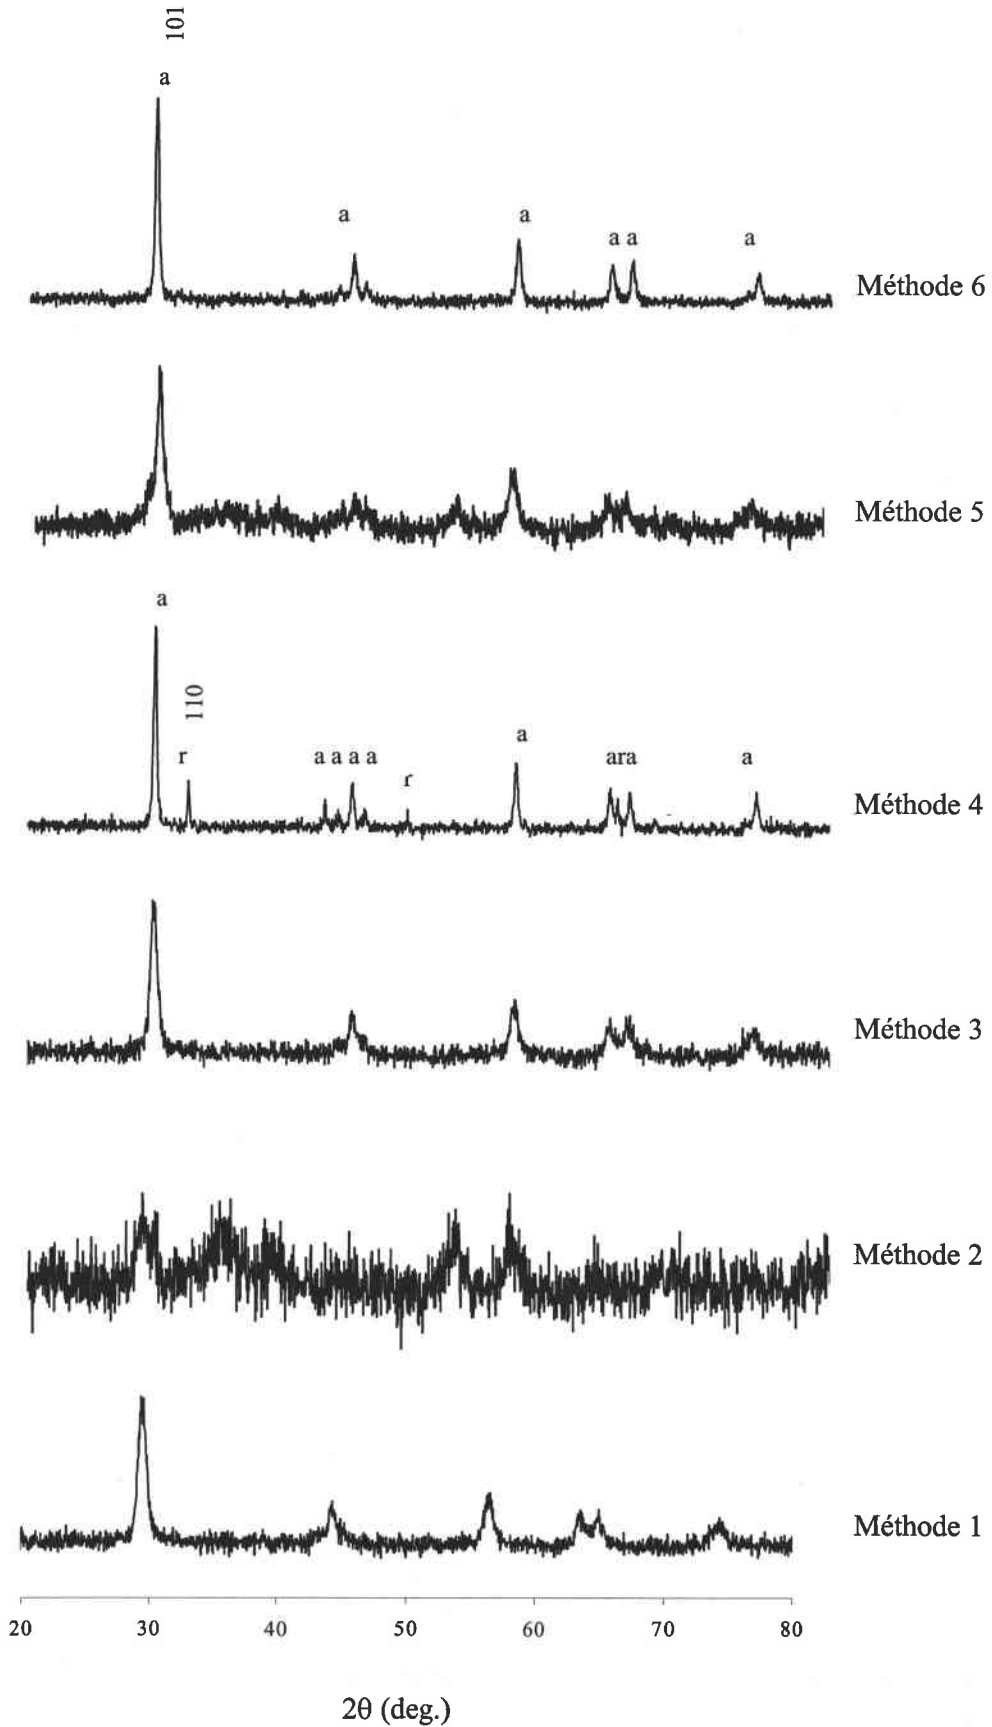 101
a
a
a
a a
a
Méthode 6
Méthode 5
a
110
r
a a a a
r
a
ara
a
Méthode 4
Méthode 3
Méthode 2
Méthode 1
20 30 40 50 60 70 80
2θ (deg.)